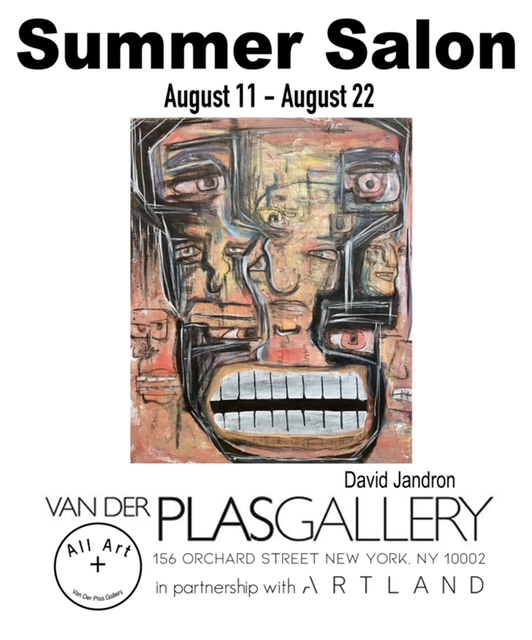 Summer Salon
August 11 - August 22
David Jandron
VAN DER PLASGALLERY
All Art
+
Van Der Plas Gallery
156 ORCHARD STREET NEW YORK, NY 10002
in partnership with ARTLAND